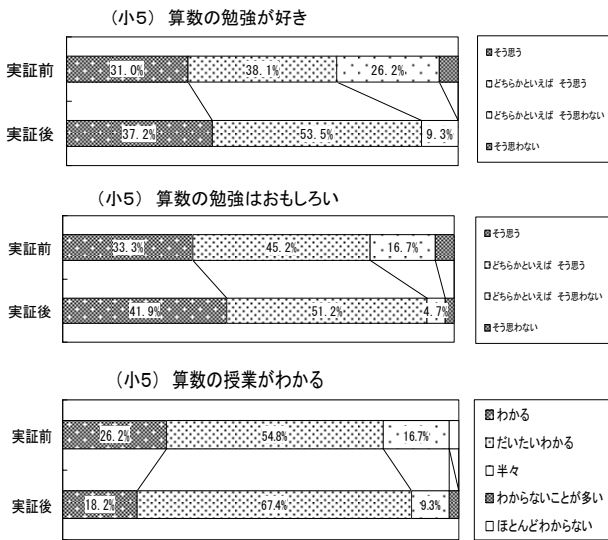 (小5) 算数の勉強が好き
実証前
31.0%
38.1%
26.2%
実証後
37.2%
53.5%
9.3%
そう思う
どちらかといえば そう思う
どちらかといえば そう思わない
そう思わない
(小5) 算数の勉強はおもしろい
実証前
33.3%
45.2%
16.7%
実証後
41.9%
51.2%
4.7%
そう思う
どちらかといえば そう思う
どちらかといえば そう思わない
そう思わない
(小5) 算数の授業がわかる
実証前
26.2%
54.8%
16.7%
実証後
18.2%
67.4%
9.3%
わかる
だいたいわかる
半々
わからないことが多い
ほとんどわからない